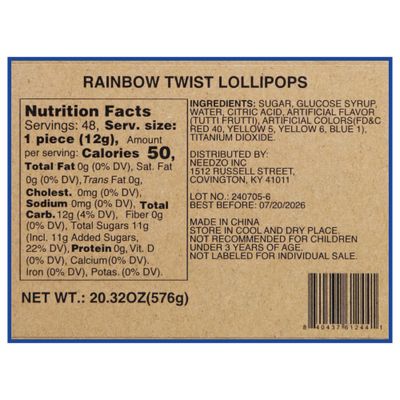 RAINBOW TWIST LOLLIPOPS
Nutrition Facts
Servings: 48, Serv. size:
1 piece (12g), Amount
per serving: Calories 50,
Total Fat 0g (0% DV), Sat. Fat
0g (0% DV), Trans Fat 0g,
Cholest. 0mg (0% DV),
Sodium 0mg (0% DV), Total
Carb. 12g (4% DV), Fiber 0g
(0% DV), Total Sugars 11g
(Incl. 11g Added Sugars,
22% DV), Protein 0g, Vit. D
(0% DV), Calcium(0% DV),
Iron (0% DV), Potas. (0% DV).
INGREDIENTS: SUGAR, GLUCOSE SYRUP,
WATER, CITRIC ACID, ARTIFICIAL FLAVOR
(TUTTI FRUTTI), ARTIFICIAL COLORS(FD&C
RED 40, YELLOW 5, YELLOW 6, BLUE 1),
TITANIUM DIOXIDE.
DISTRIBUTED BY:
NEEDZO INC
1512 RUSSELL STREET,
COVINGTON, KY 41011
LOT NO.: 240705-6
BEST BEFORE: 07/20/2026
MADE IN CHINA
STORE IN COOL AND DRY PLACE.
NOT RECOMMENDED FOR CHILDREN
UNDER 3 YEARS OF AGE.
NOT LABELED FOR INDIVIDUAL SALE.
NET WT.: 20.32OZ(576g)
8 40437 61244 1